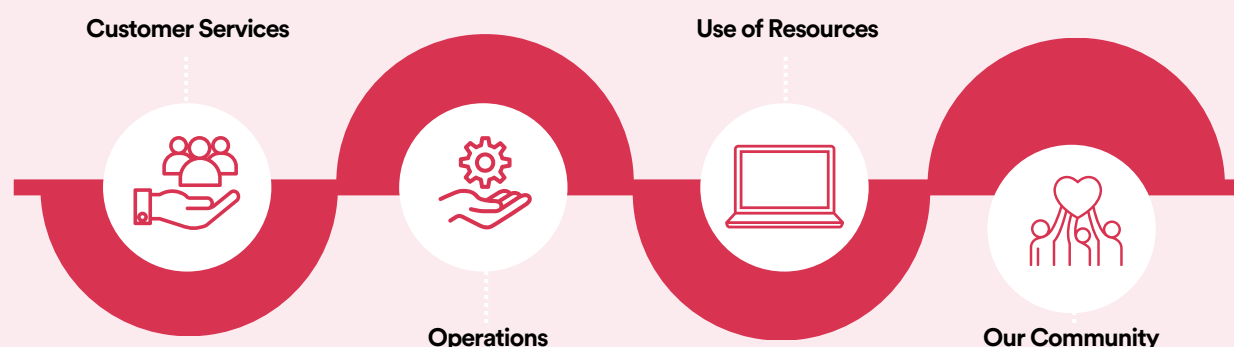 Customer Services
Use of Resources
Operations
Our Community